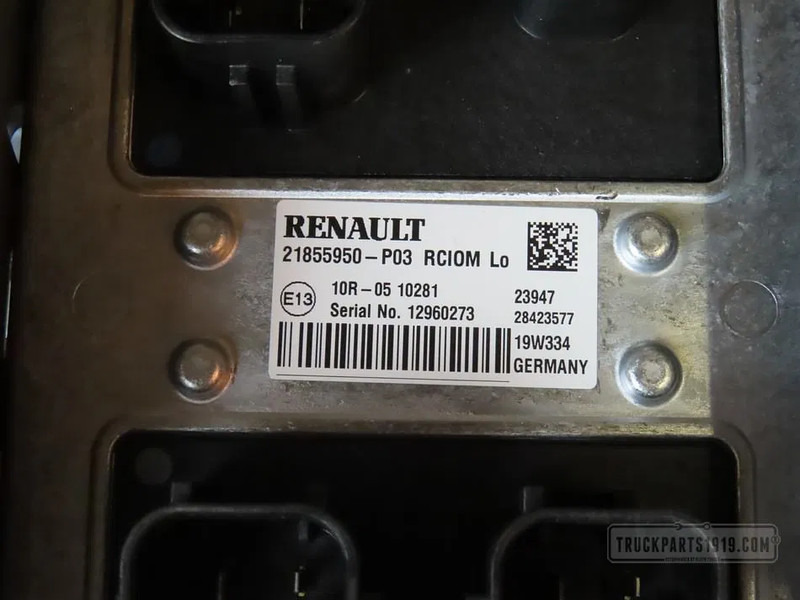 RENAULT
21855950-P03 RCIOM Lo
E13
10R-05 10281
23947
Serial No. 12960273
28423577
19W334
GERMANY
TRUCKPARTS1919.COM